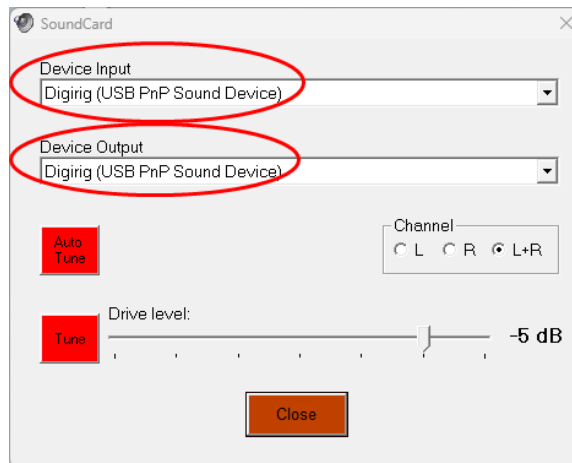 SoundCard
Device Input
Digirig (USB PnP Sound Device)
Device Output
Digirig (USB PnP Sound Device)
Auto
Tune
Channel
L R L+R
Drive level:
Tune
-5 dB
Close